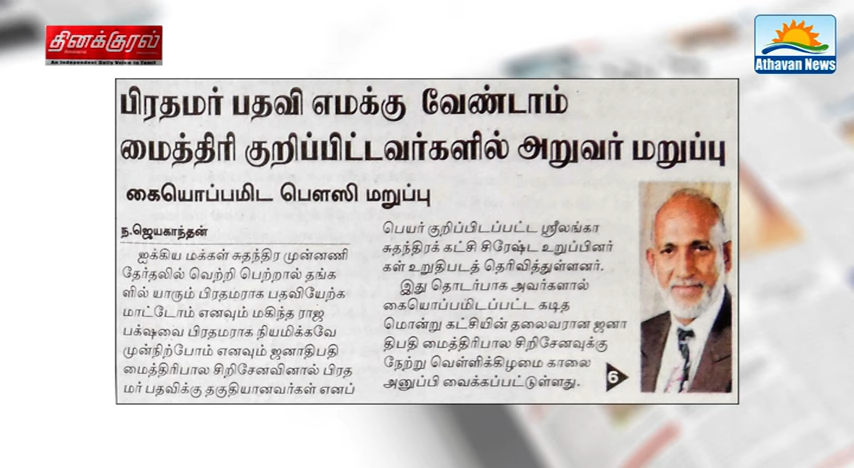 தினக்குரல்
An Independent Daily News in Tamil
Athavan News
பிரதமர் பதவி எமக்கு வேண்டாம்
மைத்திரி குறிப்பிட்டவர்களில் அறுவர் மறுப்பு
கையொப்பமிட பௌஸி மறுப்பு
ந.ஜெயகாந்தன்
ஐக்கிய மக்கள் சுதந்திர முன்னணி
தேர்தலில் வெற்றி பெற்றால் தங்க
ளில் யாரும் பிரதமராக பதவியேற்க
மாட்டோம் எனவும் மகிந்த ராஜ
பக்ஷவை பிரதமராக நியமிக்கவே
முன்நிற்போம் எனவும் ஜனாதிபதி
மைத்திரிபால சிறிசேனவினால் பிரத
மர் பதவிக்கு தகுதியானவர்கள் எனப்
பெயர் குறிப்பிடப்பட்ட ஸ்ரீலங்கா
சுதந்திரக் கட்சி சிரேஷ்ட உறுப்பினர்
கள் உறுதிபடத் தெரிவித்துள்ளனர்.
இது தொடர்பாக அவர்களால்
கையொப்பமிடப்பட்ட கடித
மொன்று கட்சியின் தலைவரான ஜனா
திபதி மைத்திரிபால சிறிசேனவுக்கு
நேற்று வெள்ளிக்கிழமை காலை
அனுப்பி வைக்கப்பட்டுள்ளது.
6